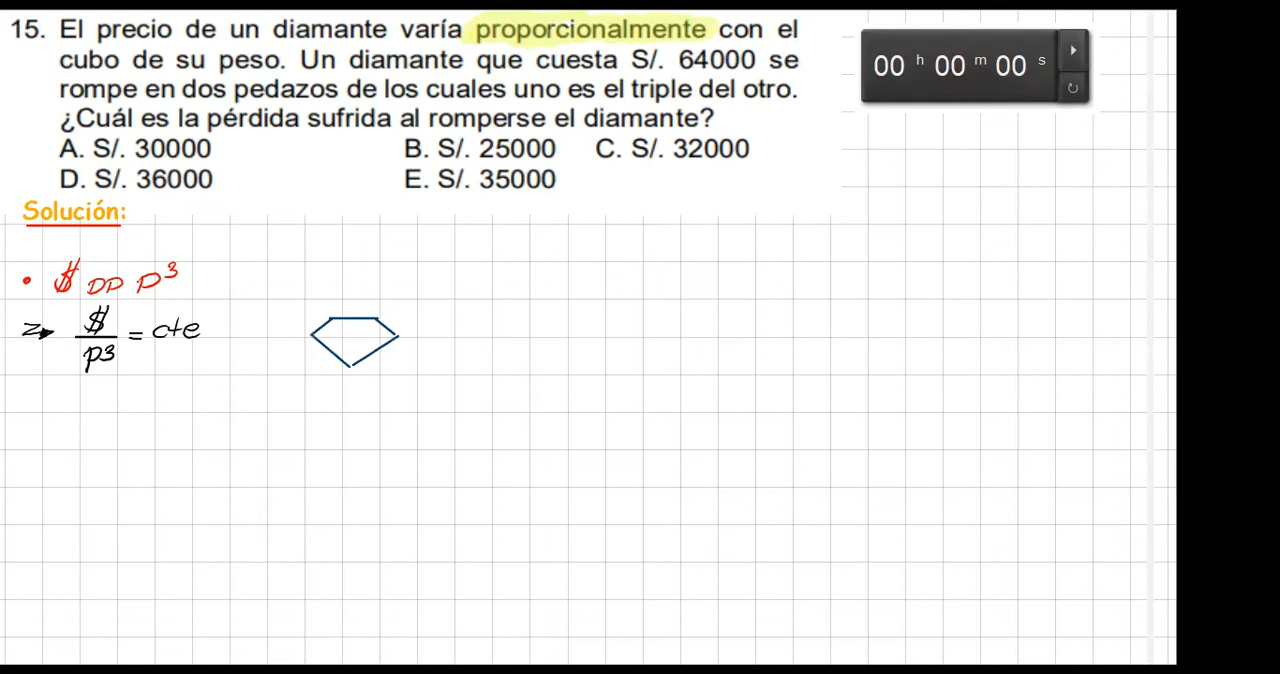 15. El precio de un diamante varía proporcionalmente con el
cubo de su peso. Un diamante que cuesta S/. 64000 se
rompe en dos pedazos de los cuales uno es el triple del otro.
¿Cuál es la pérdida sufrida al romperse el diamante?
A. S/. 30000 B. S/. 25000 C. S/. 32000
D. S/. 36000 E. S/. 35000
Solución:
• $ DP P³
=> $/p³ = cte
00 h 00 m 00 s